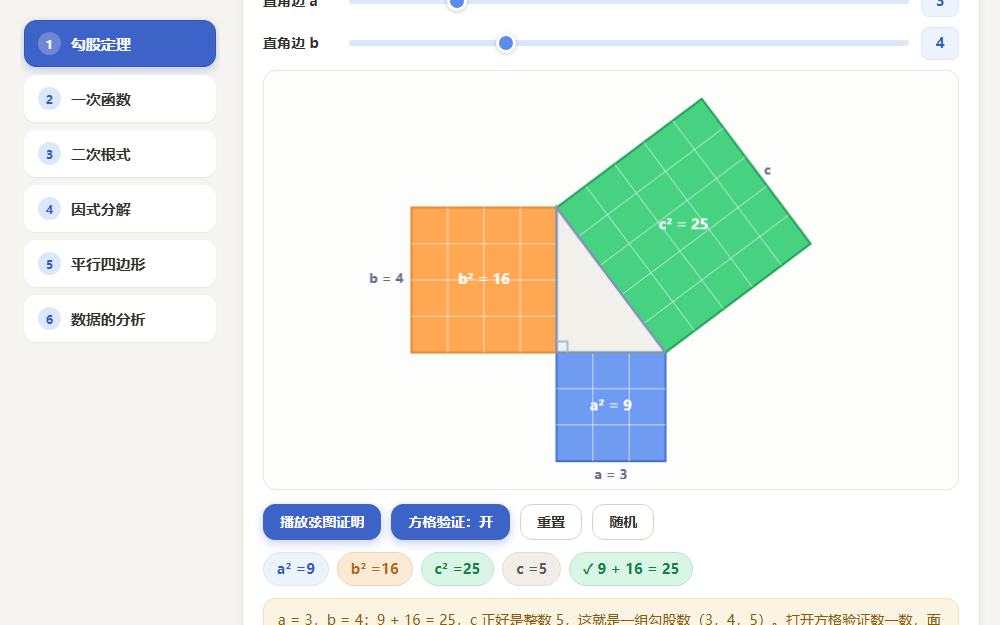 1 勾股定理
2 一次函数
3 二次根式
4 因式分解
5 平行四边形
6 数据的分析
直角边 a 3
直角边 b 4
c
c² = 25
b = 4
b² = 16
a² = 9
a = 3
播放弦图证明 方格验证：开 重置 随机
a² =9 b² =16 c² =25 c =5 ✓ 9 + 16 = 25
a = 3，b = 4：9 + 16 = 25，c 正好是整数 5，这就是一组勾股数（3，4，5）。打开方格验证数一数，面